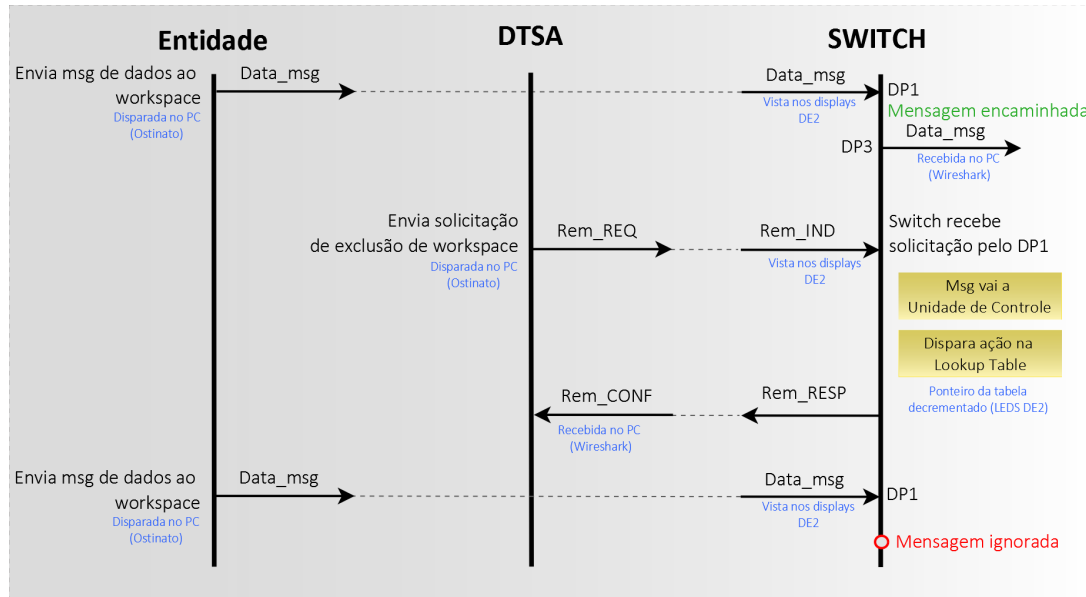 Entidade
DTSA
SWITCH
Envia msg de dados ao
workspace
Disparada no PC
(Ostinato)
Data_msg
Data_msg
Vista nos displays
DE2
DP1
Mensagem encaminhada
DP3
Data_msg
Recebida no PC
(Wireshark)
Envia solicitação
de exclusão de workspace
Disparada no PC
(Ostinato)
Rem_REQ
Rem_IND
Vista nos displays
DE2
Switch recebe
solicitação pelo DP1
Msg vai a
Unidade de Controle
Dispara ação na
Lookup Table
Ponteiro da tabela
decrementado (LEDS DE2)
Rem_CONF
Recebida no PC
(Wireshark)
Rem_RESP
Envia msg de dados ao
workspace
Disparada no PC
(Ostinato)
Data_msg
Data_msg
Vista nos displays
DE2
DP1
Mensagem ignorada